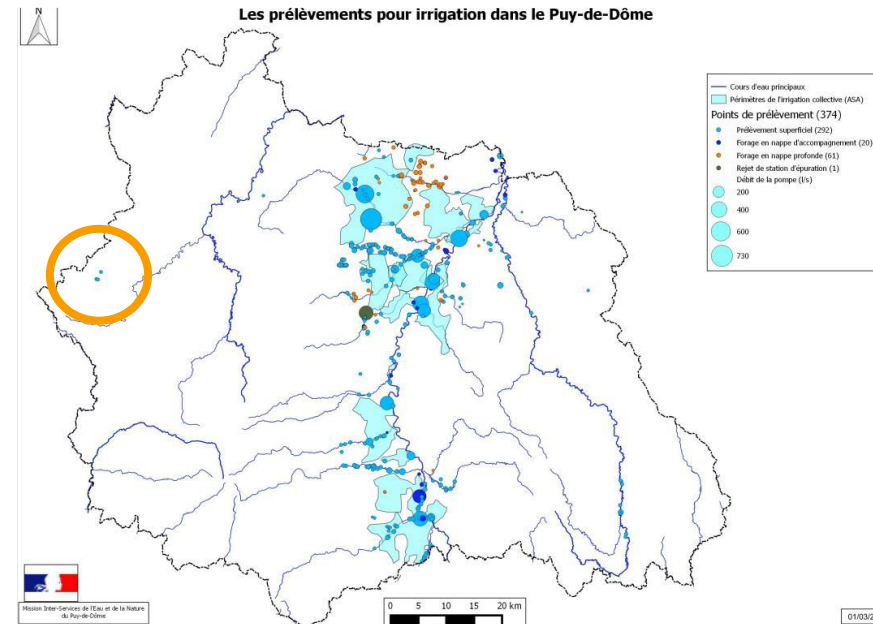 N
Les prélèvements pour irrigation dans le Puy-de-Dôme
Cours d'eau principaux
Périmètres de l'irrigation collective (ASA)
Points de prélèvement (374)
Prélèvement superficiel (292)
Forage en nappe d'accompagnement (20)
Forage en nappe profonde (61)
Rejet de station d'épuration (1)
Débit de la pompe (l/s)
200
400
600
730
Mission Inter-Services de l'Eau et de la Nature
du Puy-de-Dôme
0 5 10 15 20 km
01/03/2